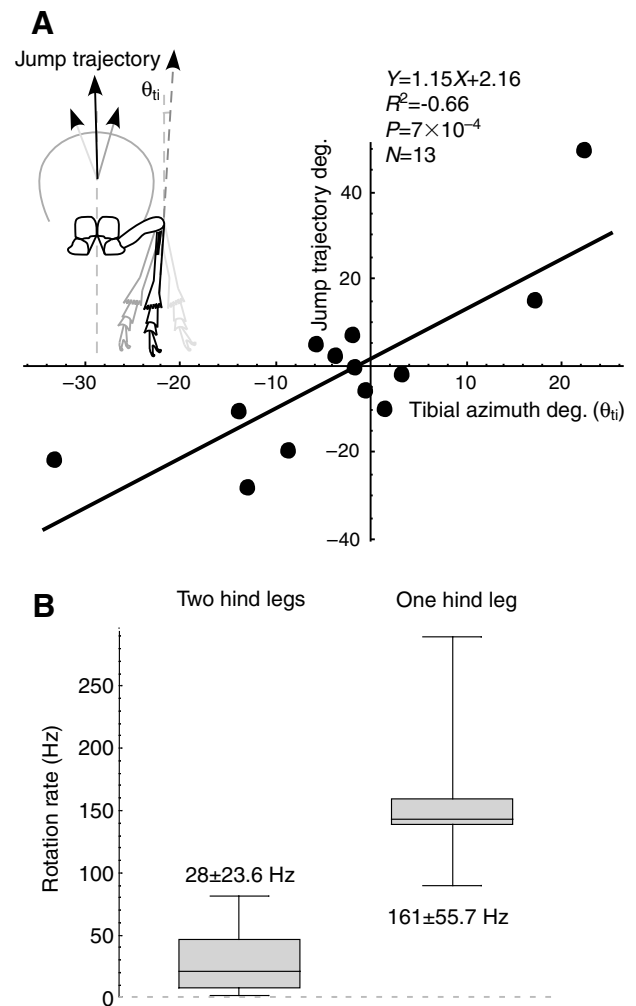 A
Jump trajectory
θti
Y=1.15X+2.16
R²=-0.66
P=7×10⁻⁴
N=13
Jump trajectory deg.
40
20
−20
−40
−30
−20
−10
10
20
Tibial azimuth deg. (θti)
B
Two hind legs
One hind leg
Rotation rate (Hz)
250
200
150
100
50
0
28±23.6 Hz
161±55.7 Hz